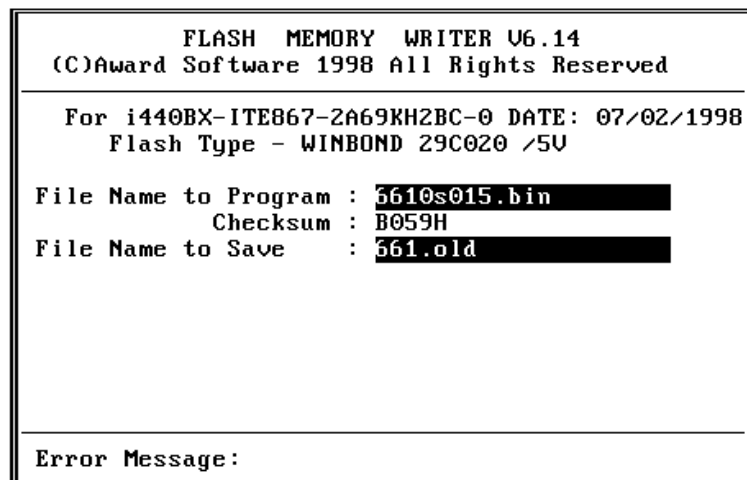 FLASH MEMORY WRITER V6.14
(C)Award Software 1998 All Rights Reserved
For i440BX-ITE867-2A69KH2BC-0 DATE: 07/02/1998
Flash Type - WINBOND 29C020 /5V
File Name to Program : 6610s015.bin
Checksum : B059H
File Name to Save : 661.old
Error Message: